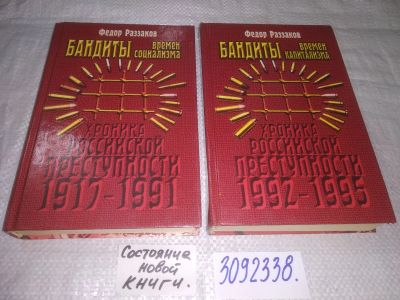 Федор Раззаков
БАНДИТЫ времен социализма
ХРОНИКА
РОССИЙСКОЙ
ПРЕСТУПНОСТИ
1917-1991
Федор Раззаков
БАНДИТЫ времен капитализма
ХРОНИКА
РОССИЙСКОЙ
ПРЕСТУПНОСТИ
1992-1995
Состояние
новой
книги.
3092338.